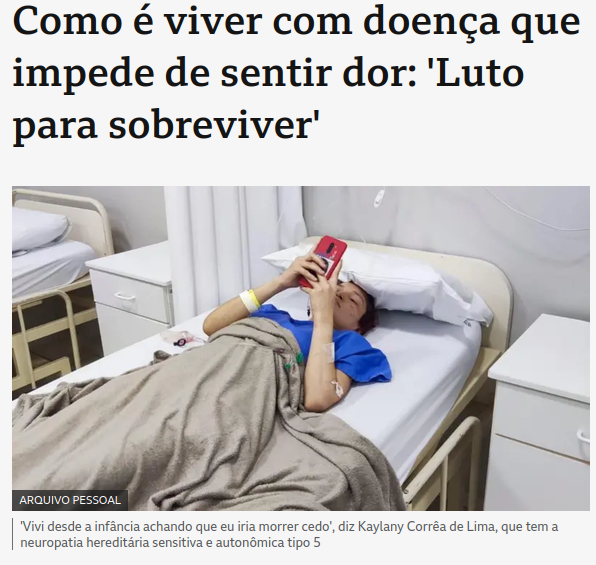 Como é viver com doença que
impede de sentir dor: 'Luto
para sobreviver'
ARQUIVO PESSOAL
'Vivi desde a infância achando que eu iria morrer cedo', diz Kaylany Corrêa de Lima, que tem a
neuropatia hereditária sensitiva e autonômica tipo 5